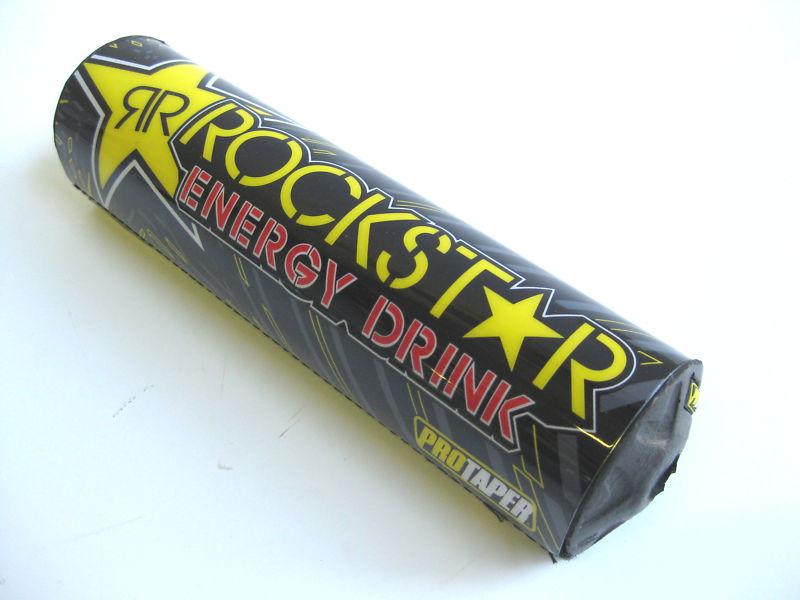 RR
ROCKSTAR
ENERGY DRINK
PROTAPER